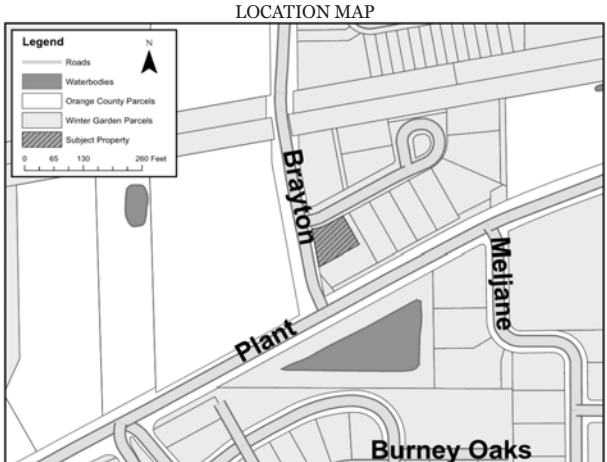 LOCATION MAP
Legend
N
Roads
Waterbodies
Orange County Parcels
Winter Garden Parcels
Subject Property
0 65 130 260 Feet
Brayton
Meljane
Plant
Burney Oaks